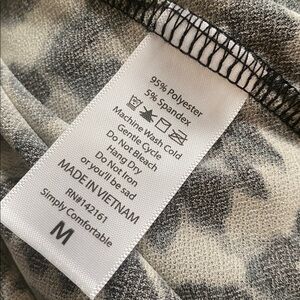 95% Polyester
5% Spandex
Machine Wash Cold
Gentle Cycle
Do Not Bleach
Hang Dry
Do Not Iron
or you'll be sad
MADE IN VIETNAM
RN#142161
Simply Comfortable
M